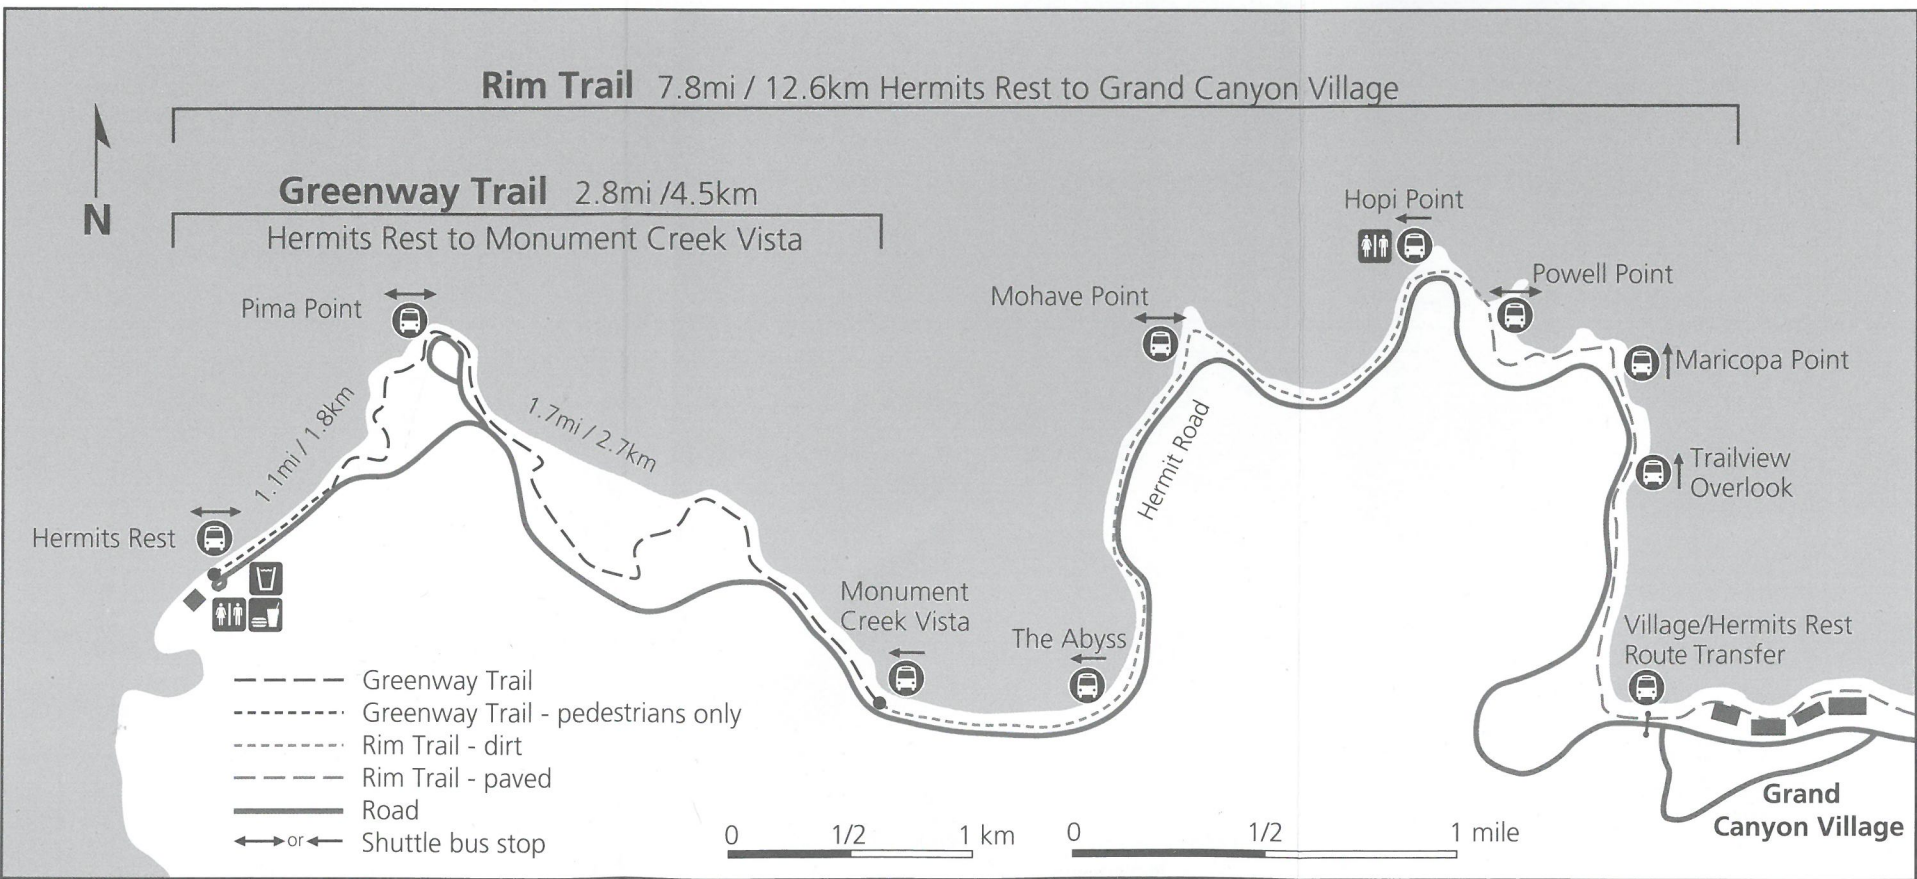 Rim Trail 7.8mi / 12.6km Hermits Rest to Grand Canyon Village
Greenway Trail 2.8mi /4.5km
Hermits Rest to Monument Creek Vista
N
Hopi Point
Powell Point
Pima Point
Mohave Point
Maricopa Point
1.1mi / 1.8km
1.7mi / 2.7km
Hermit Road
Trailview
Overlook
Hermits Rest
Monument
Creek Vista
The Abyss
Village/Hermits Rest
Route Transfer
Greenway Trail
Greenway Trail - pedestrians only
Rim Trail - dirt
Rim Trail - paved
Road
or
Shuttle bus stop
0 1/2 1 km
0 1/2 1 mile
Grand
Canyon Village